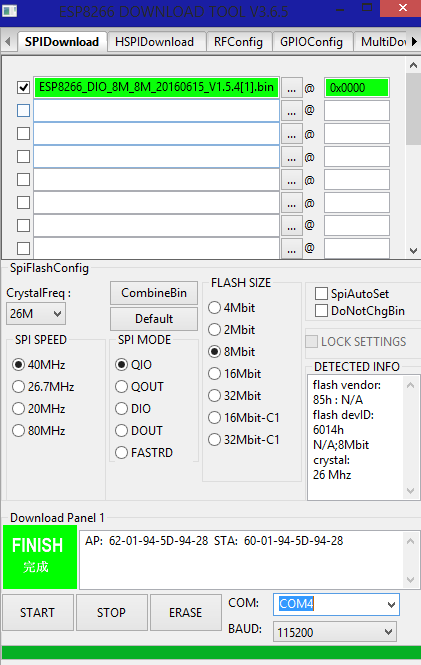 ESP8266 DOWNLOAD TOOL V3.6.5
SPIDownload HSPIDownload RFConfig GPIOConfig MultiDow
ESP8266_DIO_8M_8M_20160615_V1.5.4[1].bin ... @ 0x0000
... @
... @
... @
... @
... @
... @
... @
SpiFlashConfig
CrystalFreq :
26M
CombineBin
Default
SPI SPEED
40MHz
26.7MHz
20MHz
80MHz
SPI MODE
QIO
QOUT
DIO
DOUT
FASTRD
FLASH SIZE
4Mbit
2Mbit
8Mbit
16Mbit
32Mbit
16Mbit-C1
32Mbit-C1
SpiAutoSet
DoNotChgBin
LOCK SETTINGS
DETECTED INFO
flash vendor:
85h : N/A
flash devID:
6014h
N/A;8Mbit
crystal:
26 Mhz
Download Panel 1
FINISH
完成
AP: 62-01-94-5D-94-28 STA: 60-01-94-5D-94-28
START STOP ERASE
COM: COM4
BAUD: 115200